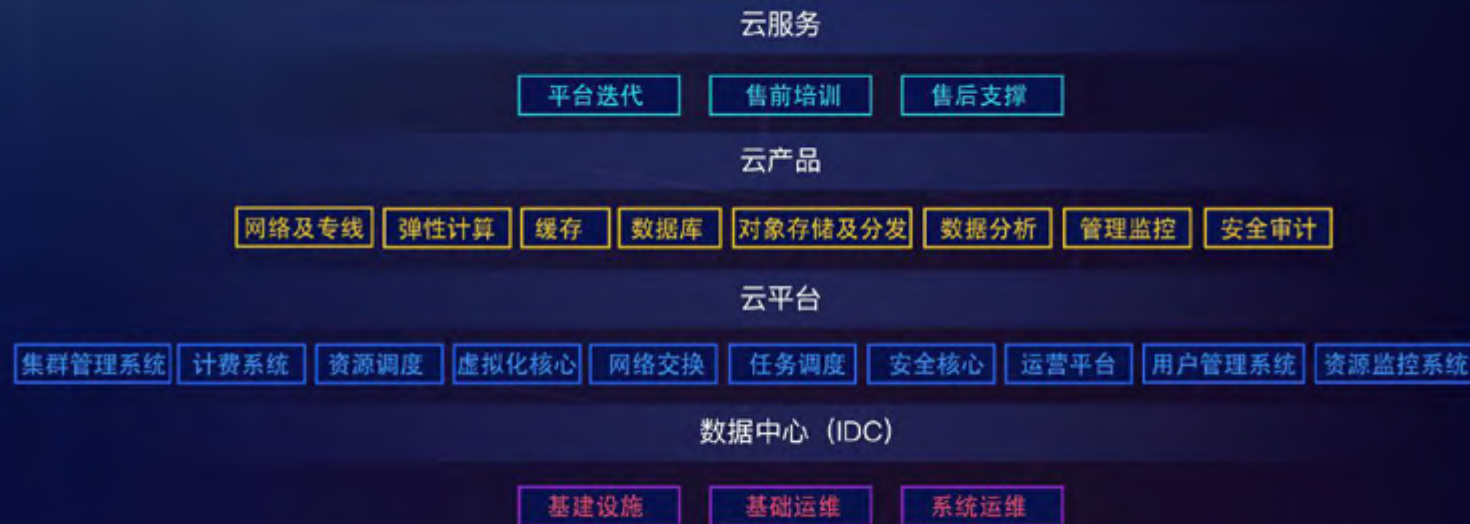 云服务
平台迭代 售前培训 售后支撑
云产品
网络及专线 弹性计算 缓存 数据库 对象存储及分发 数据分析 管理监控 安全审计
云平台
集群管理系统 计费系统 资源调度 虚拟化核心 网络交换 任务调度 安全核心 运营平台 用户管理系统 资源监控系统
数据中心（IDC）
基建设施 基础运维 系统运维